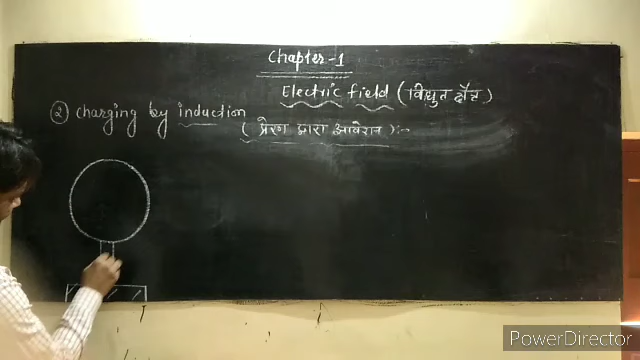 Chapter-1
Electric field (विद्युत क्षेत्र)
② Charging by induction
( प्रेरण द्वारा आवेशन ):-
PowerDirector